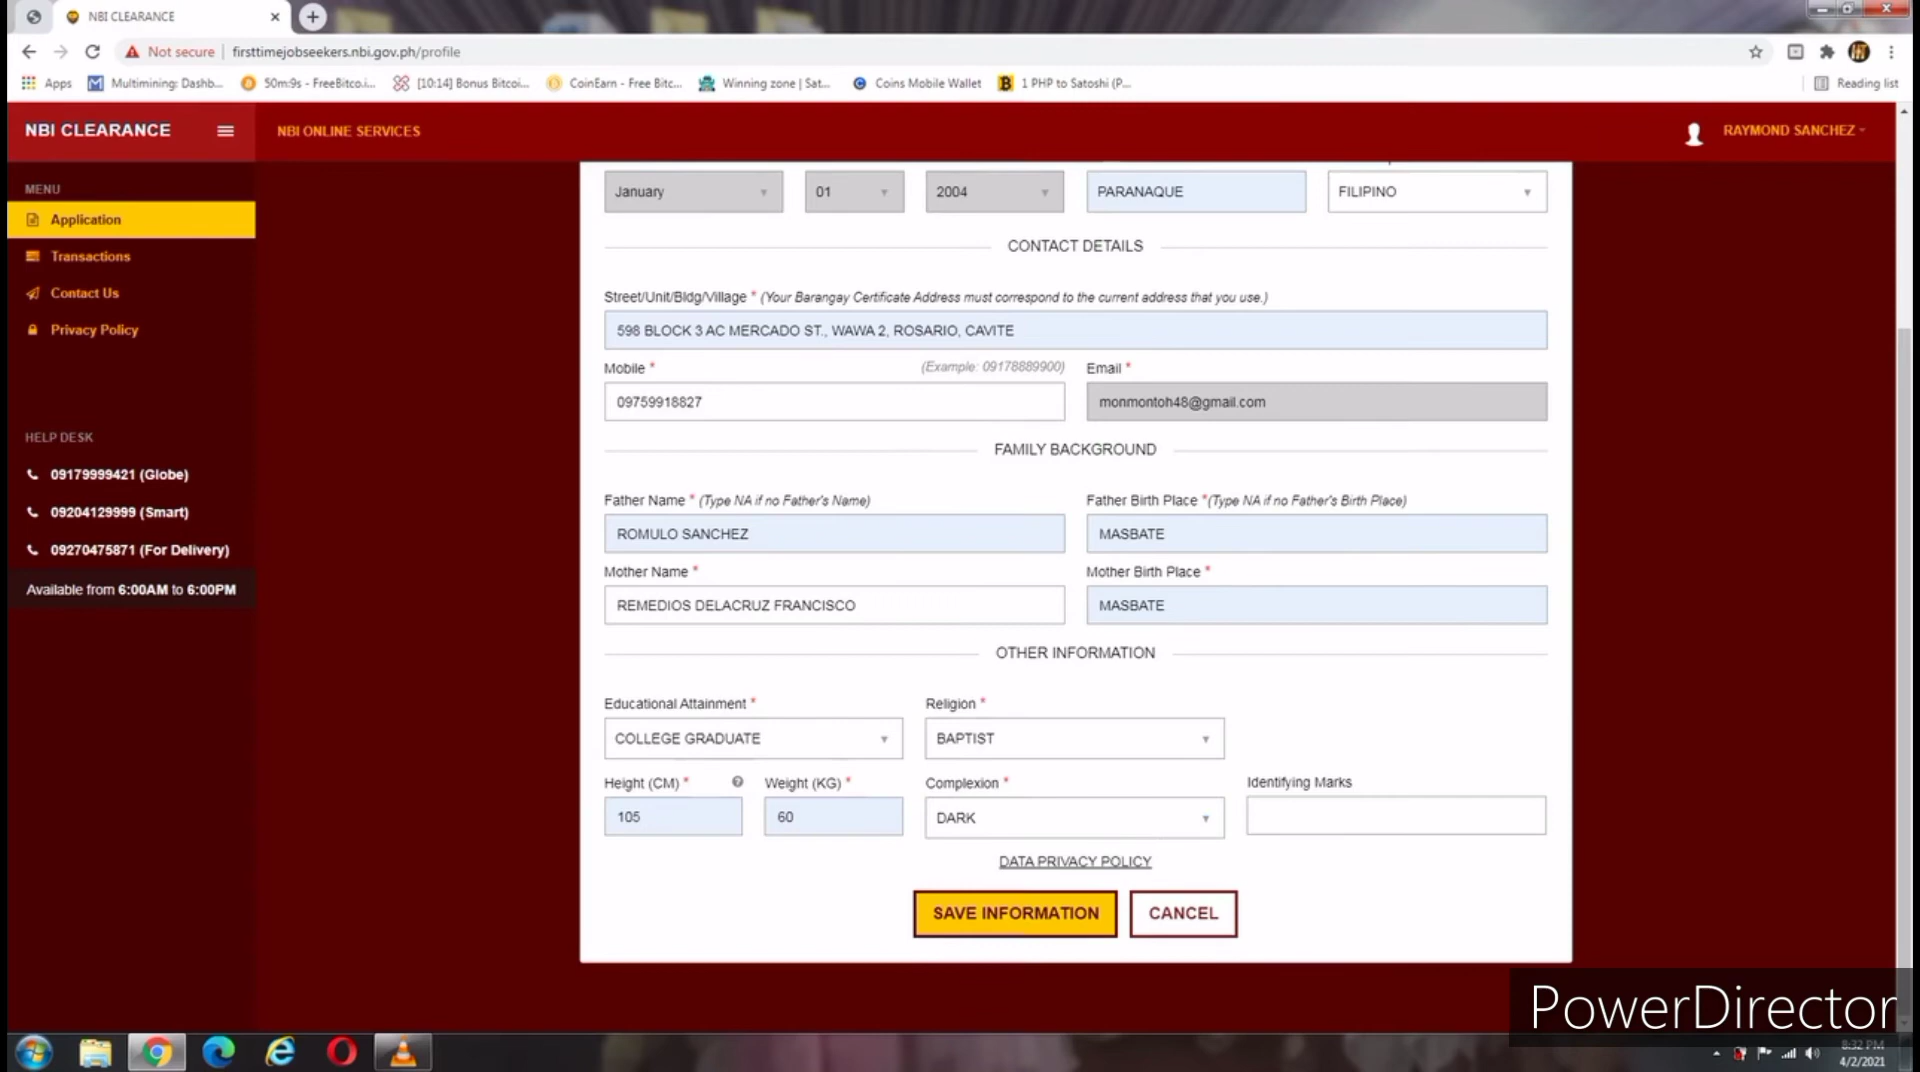 NBI CLEARANCE
Not secure | firsttimejobseekers.nbi.gov.ph/profile
Apps Multimining: Dashb... 50m:9s - FreeBitco.i... [10:14] Bonus Bitcoi... CoinEarn - Free Bitc... Winning zone | Sat... Coins Mobile Wallet 1 PHP to Satoshi (P... Reading list
NBI CLEARANCE NBI ONLINE SERVICES RAYMOND SANCHEZ
MENU
Application
Transactions
Contact Us
Privacy Policy
HELP DESK
09179999421 (Globe)
09204129999 (Smart)
09270475871 (For Delivery)
Available from 6:00AM to 6:00PM
January 01 2004 PARANAQUE FILIPINO
CONTACT DETAILS
Street/Unit/Bldg/Village * (Your Barangay Certificate Address must correspond to the current address that you use.)
598 BLOCK 3 AC MERCADO ST., WAWA 2, ROSARIO, CAVITE
Mobile * (Example: 09178889900) Email *
09759918827 monmontoh48@gmail.com
FAMILY BACKGROUND
Father Name * (Type NA if no Father's Name) Father Birth Place *(Type NA if no Father's Birth Place)
ROMULO SANCHEZ MASBATE
Mother Name * Mother Birth Place *
REMEDIOS DELACRUZ FRANCISCO MASBATE
OTHER INFORMATION
Educational Attainment * Religion *
COLLEGE GRADUATE BAPTIST
Height (CM) * Weight (KG) * Complexion * Identifying Marks
105 60 DARK
DATA PRIVACY POLICY
SAVE INFORMATION CANCEL
PowerDirector
8:32 PM
4/2/2021